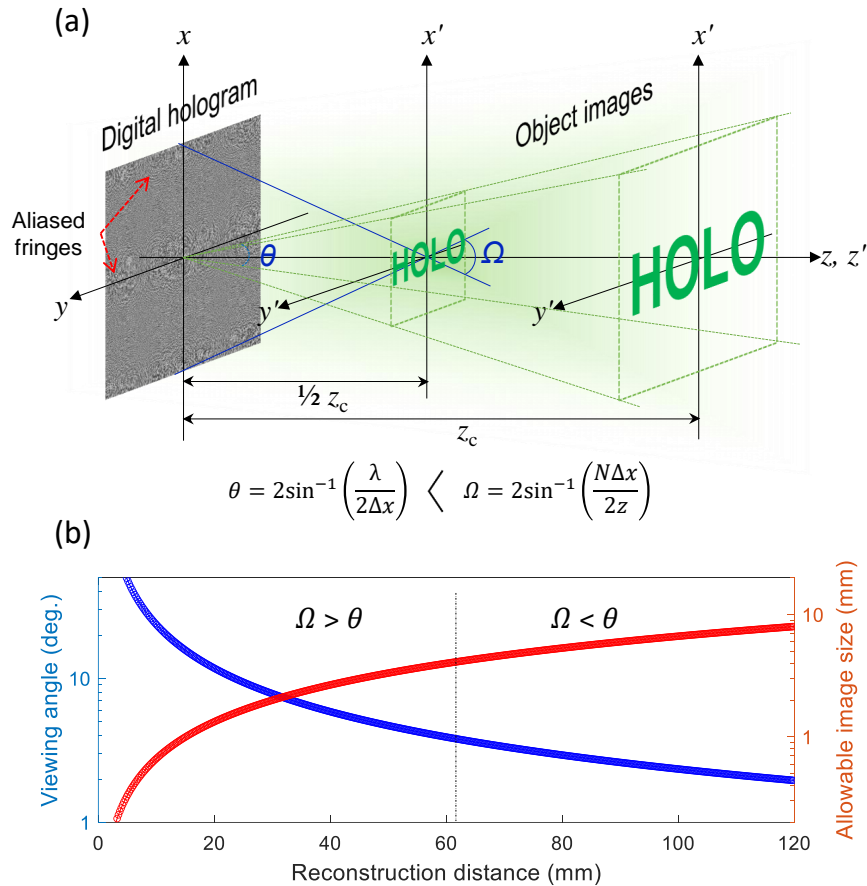 (a)
x x′ x′
Digital hologram
Object images
Aliased
fringes
θ
HOLO
Ω
HOLO
z, z′
y
y′
y′
½ z_c
z_c
θ = 2sin⁻¹(λ/2Δx) < Ω = 2sin⁻¹(NΔx/2z)
(b)
Viewing angle (deg.)
Allowable image size (mm)
Ω > θ
Ω < θ
10
1
10
1
0 20 40 60 80 100 120
Reconstruction distance (mm)